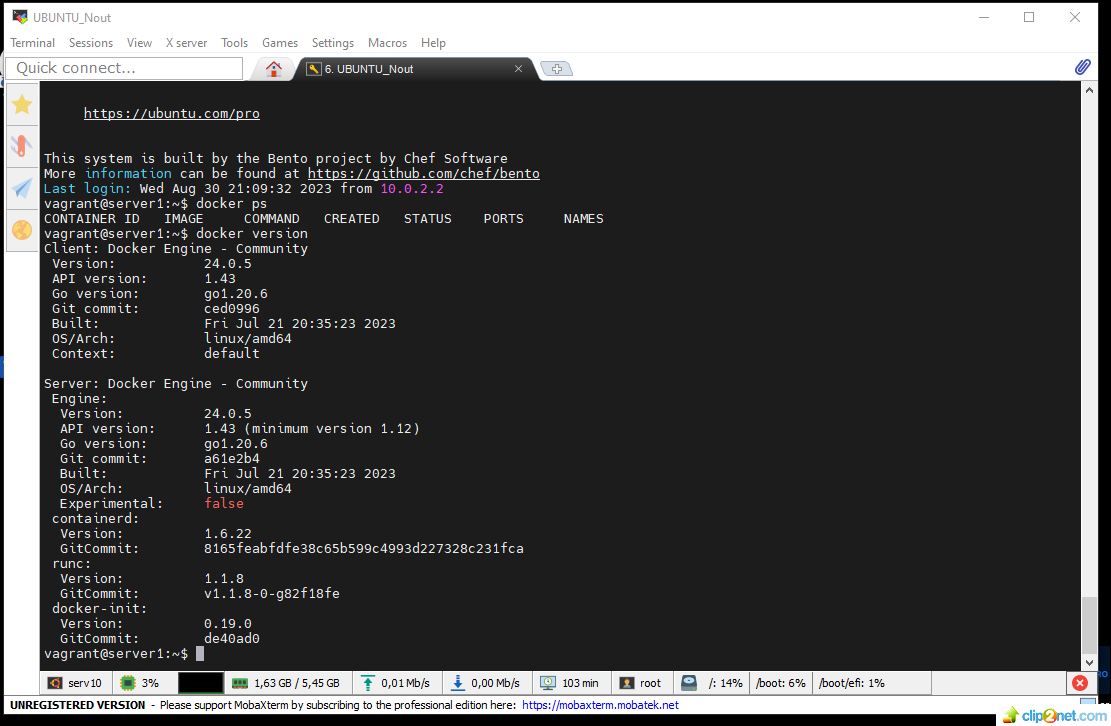 UBUNTU_Nout
Terminal Sessions View X server Tools Games Settings Macros Help
Quick connect...
6. UBUNTU_Nout
https://ubuntu.com/pro
This system is built by the Bento project by Chef Software
More information can be found at https://github.com/chef/bento
Last login: Wed Aug 30 21:09:32 2023 from 10.0.2.2
vagrant@server1:~$ docker ps
CONTAINER ID IMAGE COMMAND CREATED STATUS PORTS NAMES
vagrant@server1:~$ docker version
Client: Docker Engine - Community
Version: 24.0.5
API version: 1.43
Go version: go1.20.6
Git commit: ced0996
Built: Fri Jul 21 20:35:23 2023
OS/Arch: linux/amd64
Context: default
Server: Docker Engine - Community
Engine:
Version: 24.0.5
API version: 1.43 (minimum version 1.12)
Go version: go1.20.6
Git commit: a61e2b4
Built: Fri Jul 21 20:35:23 2023
OS/Arch: linux/amd64
Experimental: false
containerd:
Version: 1.6.22
GitCommit: 8165feabfdfe38c65b599c4993d227328c231fca
runc:
Version: 1.1.8
GitCommit: v1.1.8-0-g82f18fe
docker-init:
Version: 0.19.0
GitCommit: de40ad0
vagrant@server1:~$
serv10 3% 1,63 GB / 5,45 GB 0,01 Mb/s 0,00 Mb/s 103 min root /: 14% /boot: 6% /boot/efi: 1%
UNREGISTERED VERSION - Please support MobaXterm by subscribing to the professional edition here: https://mobaxterm.mobatek.net
clip2net.com